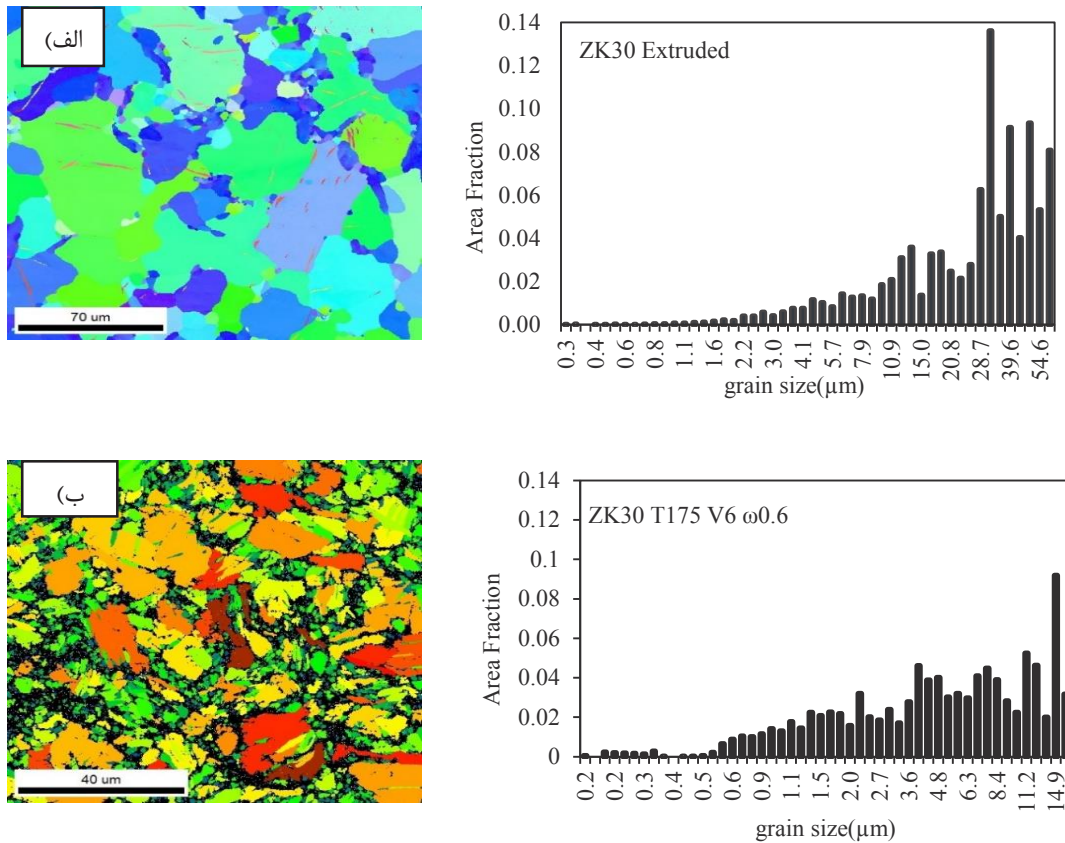 الف)
70 um
ZK30 Extruded
Area Fraction
0.14
0.12
0.10
0.08
0.06
0.04
0.02
0.00
0.3 0.4 0.6 0.8 1.1 1.6 2.2 3.0 4.1 5.7 7.9 10.9 15.0 20.8 28.7 39.6 54.6
grain size(µm)
ب)
40 um
ZK30 T175 V6 ω0.6
Area Fraction
0.14
0.12
0.1
0.08
0.06
0.04
0.02
0
0.2 0.2 0.3 0.4 0.5 0.6 0.9 1.1 1.5 2.0 2.7 3.6 4.8 6.3 8.4 11.2 14.9
grain size(µm)